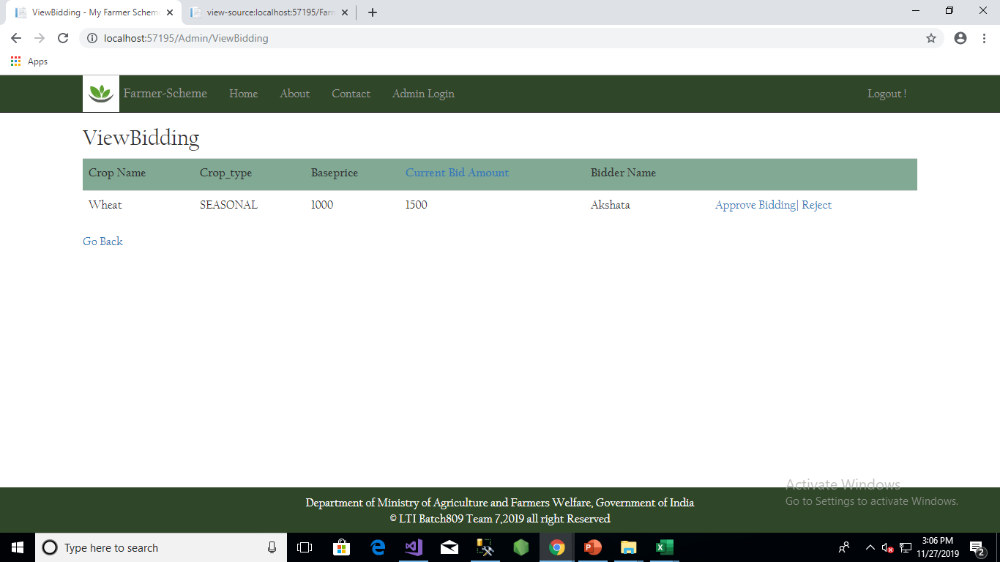 ViewBidding - My Farmer Schem
view-source:localhost:57195/Farm
localhost:57195/Admin/ViewBidding
Apps
Farmer-Scheme Home About Contact Admin Login Logout !
ViewBidding
Crop Name Crop_type Baseprice Current Bid Amount Bidder Name
Wheat SEASONAL 1000 1500 Akshata Approve Bidding| Reject
Go Back
Activate Windows
Go to Settings to activate Windows.
Department of Ministry of Agriculture and Farmers Welfare, Government of India
© LTI Batch809 Team 7,2019 all right Reserved
Type here to search
3:06 PM
11/27/2019
2